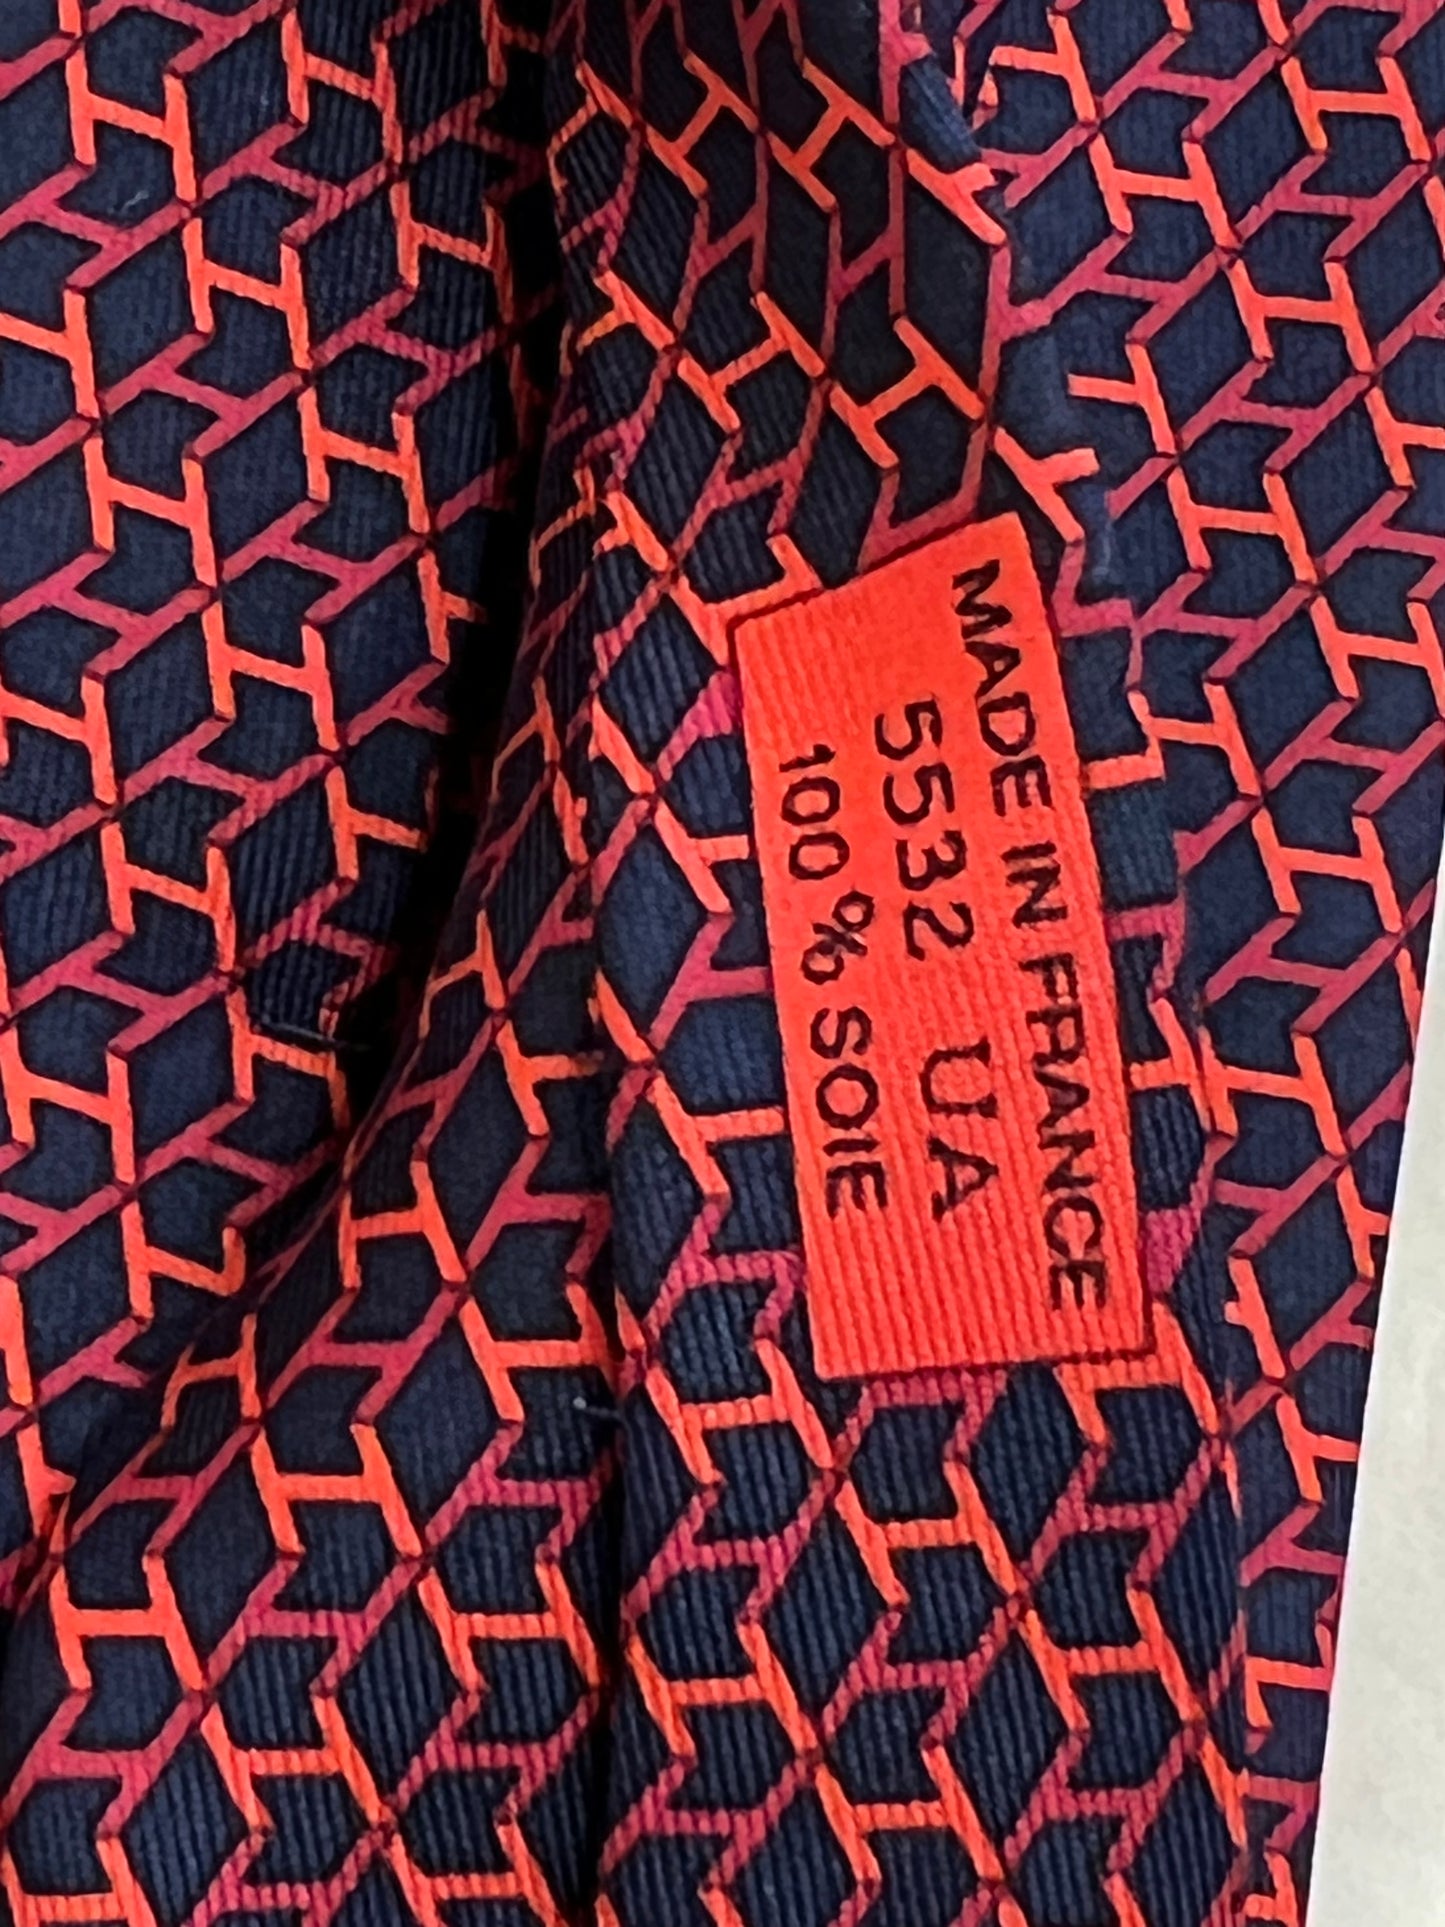 MADE IN FRANCE
5532 UA
100 % SOIE